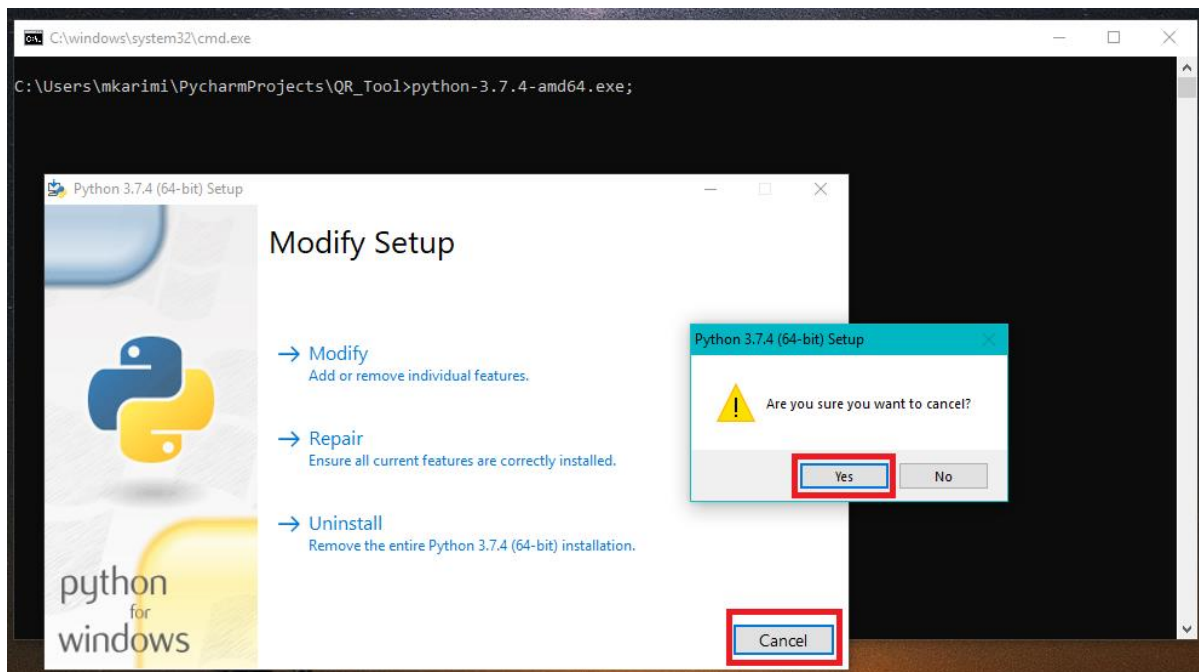 C:\windows\system32\cmd.exe
C:\Users\mkarimi\PycharmProjects\QR_Tool>python-3.7.4-amd64.exe;
Python 3.7.4 (64-bit) Setup
Modify Setup
Modify
Add or remove individual features.
Repair
Ensure all current features are correctly installed.
Uninstall
Remove the entire Python 3.7.4 (64-bit) installation.
python
for
windows
Cancel
Python 3.7.4 (64-bit) Setup
Are you sure you want to cancel?
Yes
No